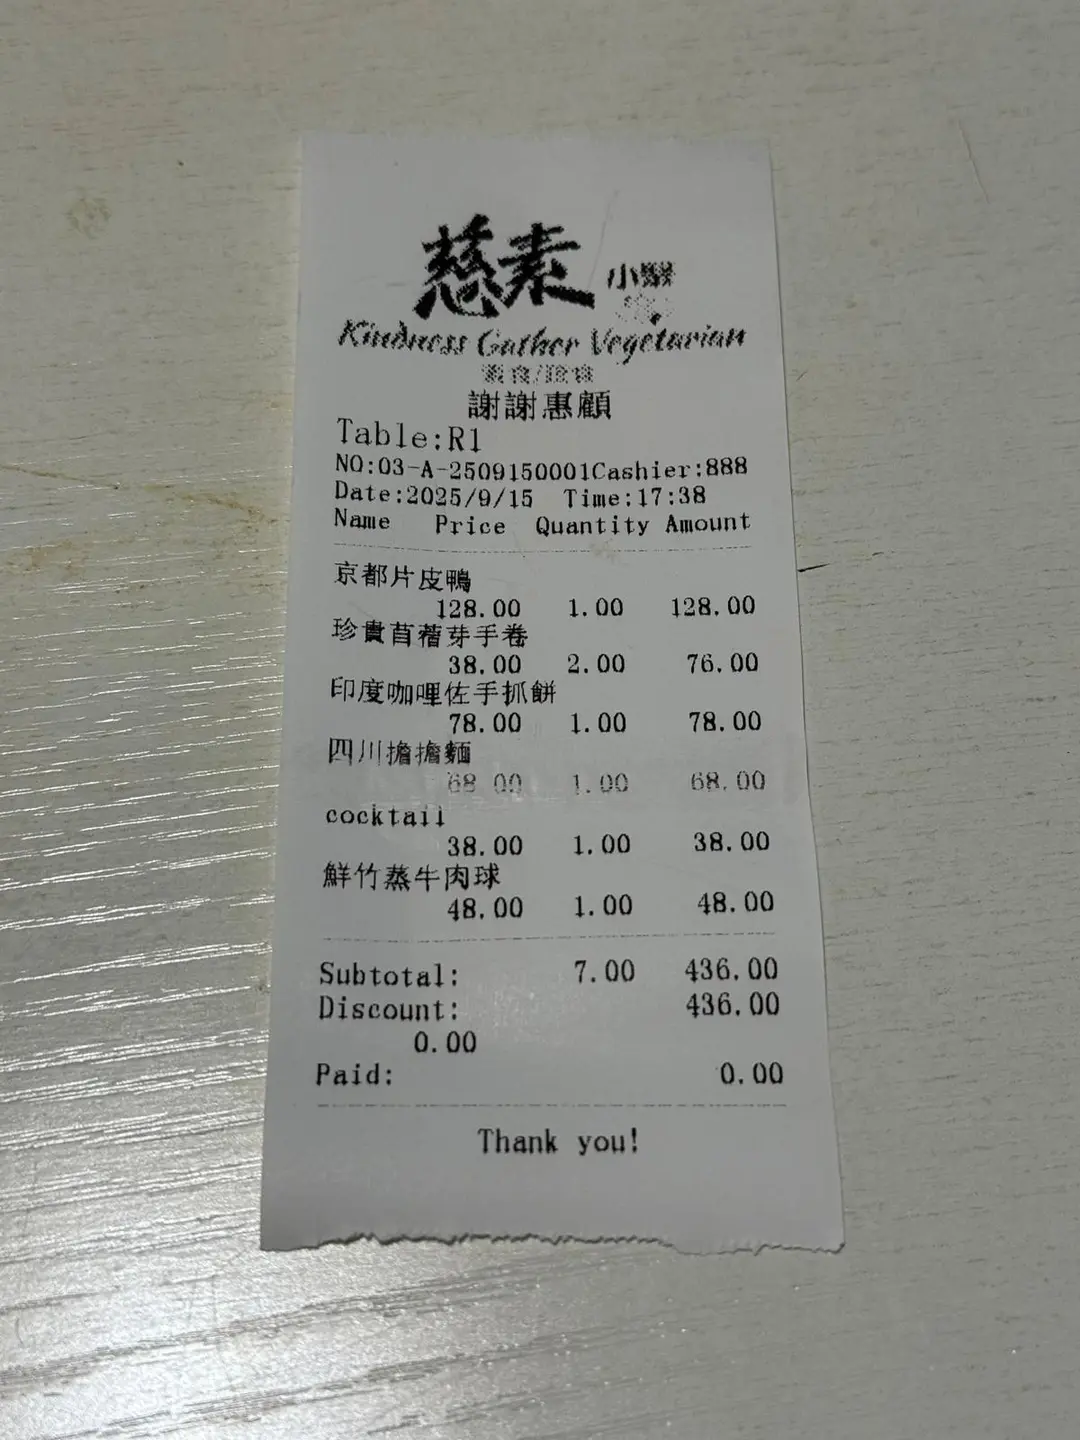 慈素 小聚
Kindness Gather Vegetarian
謝謝惠顧
Table:R1
NO:03-A-2509150001Cashier:888
Date:2025/9/15 Time:17:38
Name Price Quantity Amount
京都片皮鴨
128.00 1.00 128.00
珍貴苜蓿芽手卷
38.00 2.00 76.00
印度咖哩佐手抓餅
78.00 1.00 78.00
四川擔擔麵
68.00 1.00 68.00
cocktail
38.00 1.00 38.00
鮮竹蒸牛肉球
48.00 1.00 48.00
Subtotal: 7.00 436.00
Discount: 436.00
0.00
Paid: 0.00
Thank you!